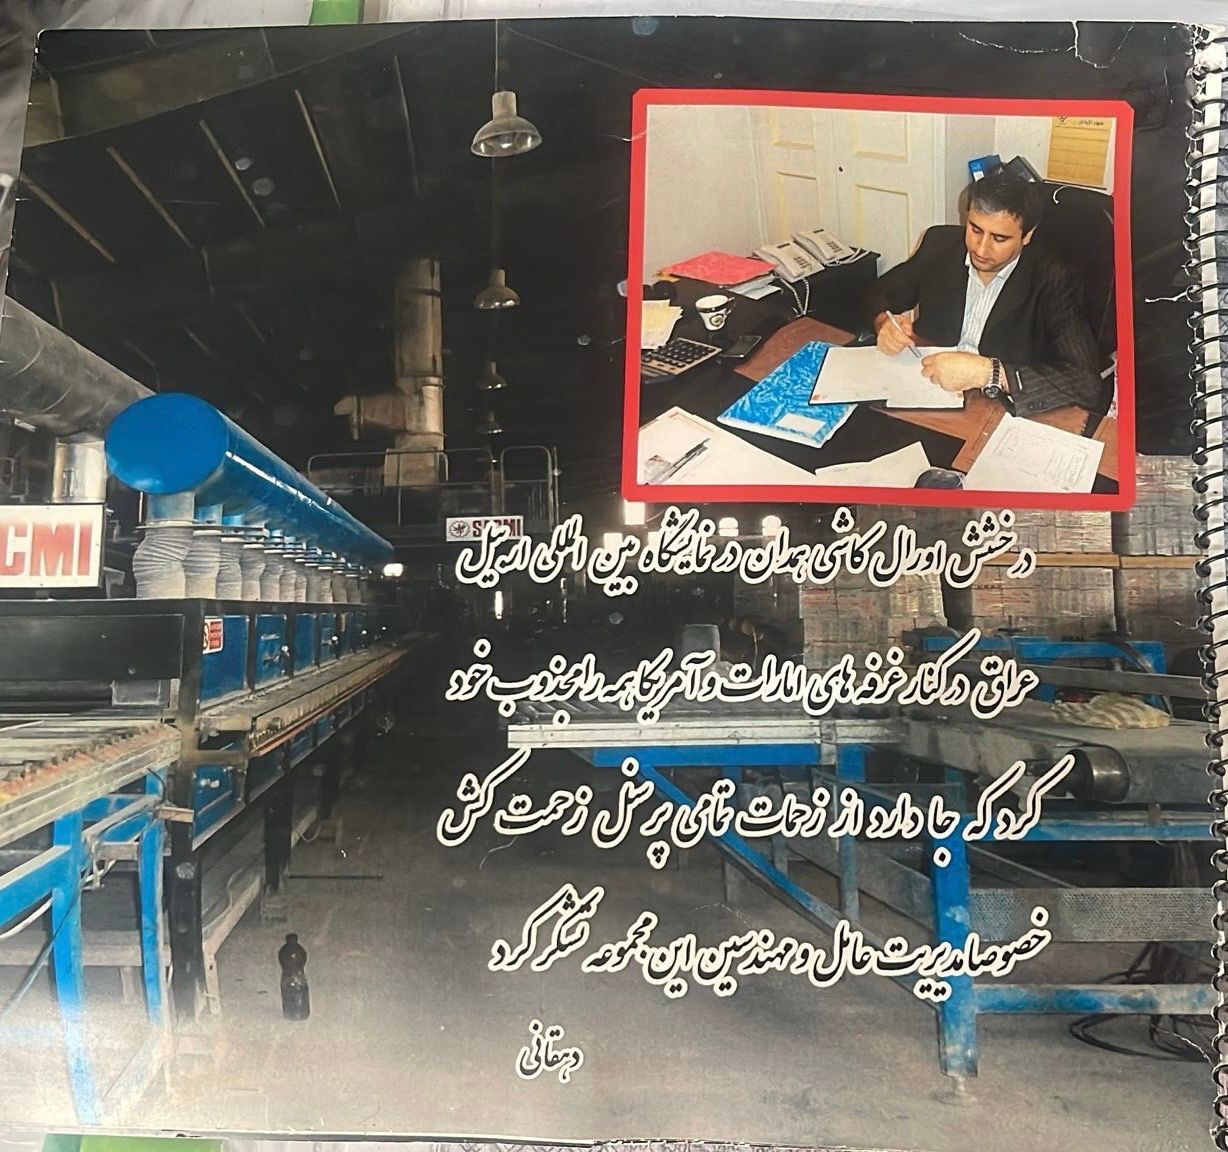 درخشش اورال کاشی همدان در نمایشگاه بین المللی اربیل
عراق در کنار غرفه های امارات و آمریکا همه را مجذوب خود
کرد که جا دارد از زحمات تمامی پرسنل زحمت کش
خصوصا مدیریت عامل و مهندسین این مجموعه تشکر کرد
دهقانی
CMI
SACMI